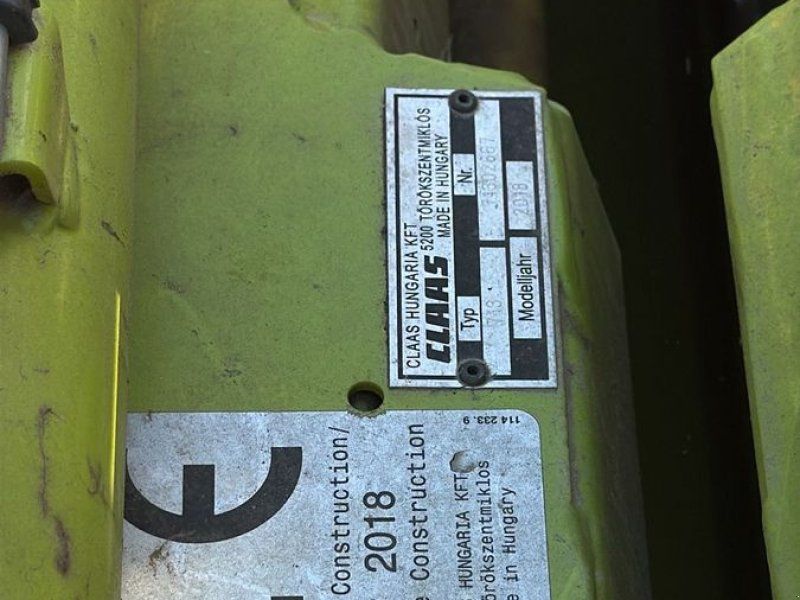 CLAAS HUNGARIA KFT
5200 TÖRÖKSZENTMIKLÓS
MADE IN HUNGARY
CLAAS
Typ
Nr.
Modelljahr
2018
114 233. 9
Construction/
2018
Construction
HUNGARIA KFT
örökszentmiklos
in Hungary